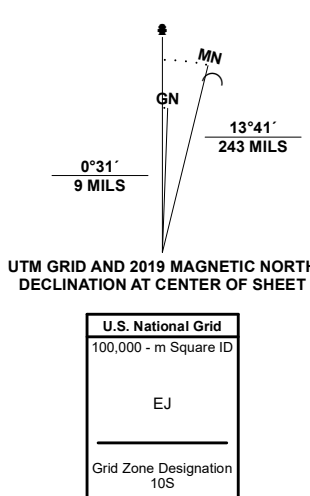 MN
GN
13°41´
243 MILS
0°31´
9 MILS
UTM GRID AND 2019 MAGNETIC NORTH
DECLINATION AT CENTER OF SHEET
U.S. National Grid
100,000 - m Square ID
EJ
Grid Zone Designation
10S